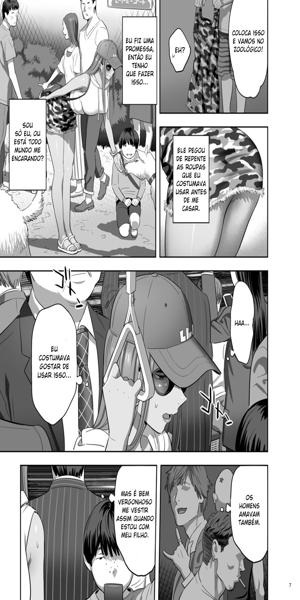 COLOCA ISSO
E VAMOS NO
ZOOLÓGICO!
EH?
EU FIZ UMA
PROMESSA,
ENTÃO EU
TENHO
QUE FAZER
ISSO...
SOU
SÓ EU, OU
ESTÁ TODO
MUNDO ME
ENCARANDO?
ELE PEGOU
DE REPENTE
AS ROUPAS
QUE EU
COSTUMAVA
USAR ANTES
DE ME
CASAR.
HAA...
EU
COSTUMAVA
GOSTAR DE
USAR ISSO...
OS
HOMENS
AMAVAM
TAMBÉM.
MAS É BEM
VERGONHOSO
ME VESTIR
ASSIM QUANDO
ESTOU COM
MEU FILHO.
7